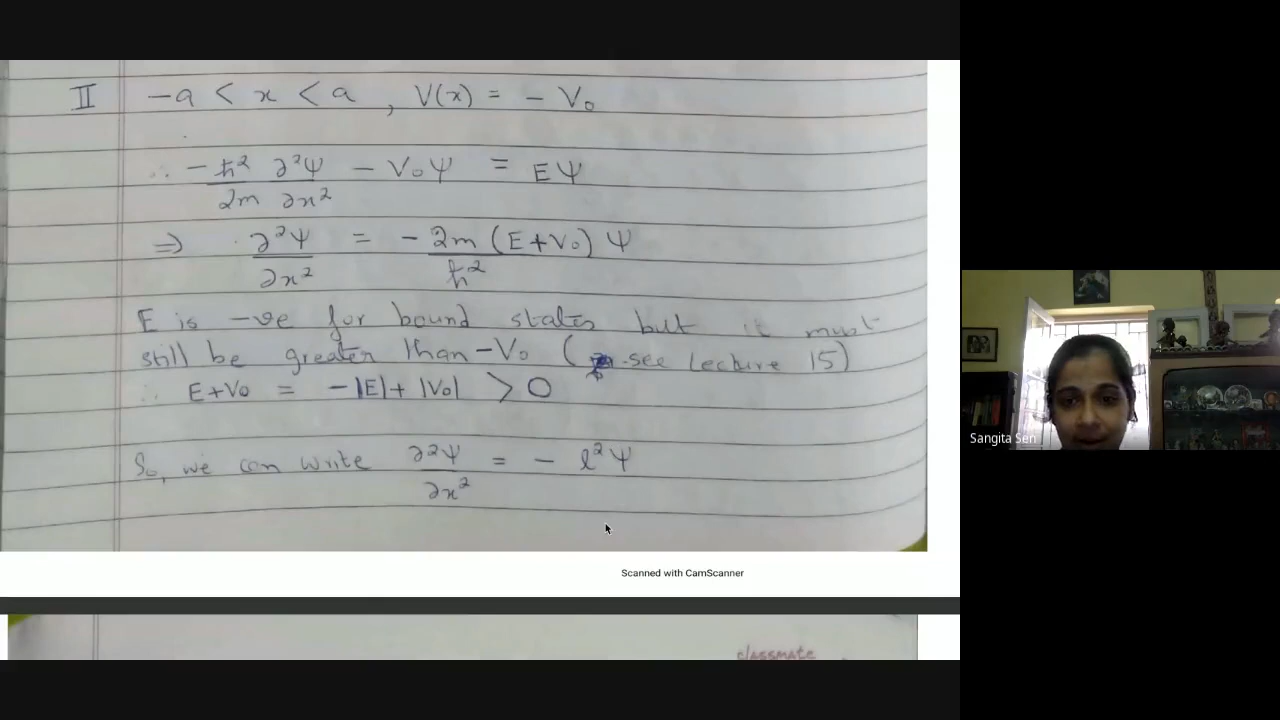 II −a < x < a , V(x) = − V₀
∴ −ħ²/2m ∂²Ψ/∂x² − V₀Ψ = EΨ
⇒ ∂²Ψ/∂x² = − 2m/ħ² (E+V₀) Ψ
E is -ve for bound states but it must
still be greater than −V₀ ( see Lecture 15)
∴ E+V₀ = −|E| + |V₀| > 0
So, we can write ∂²Ψ/∂x² = − l²Ψ
Scanned with CamScanner
classmate
Sangita Sen